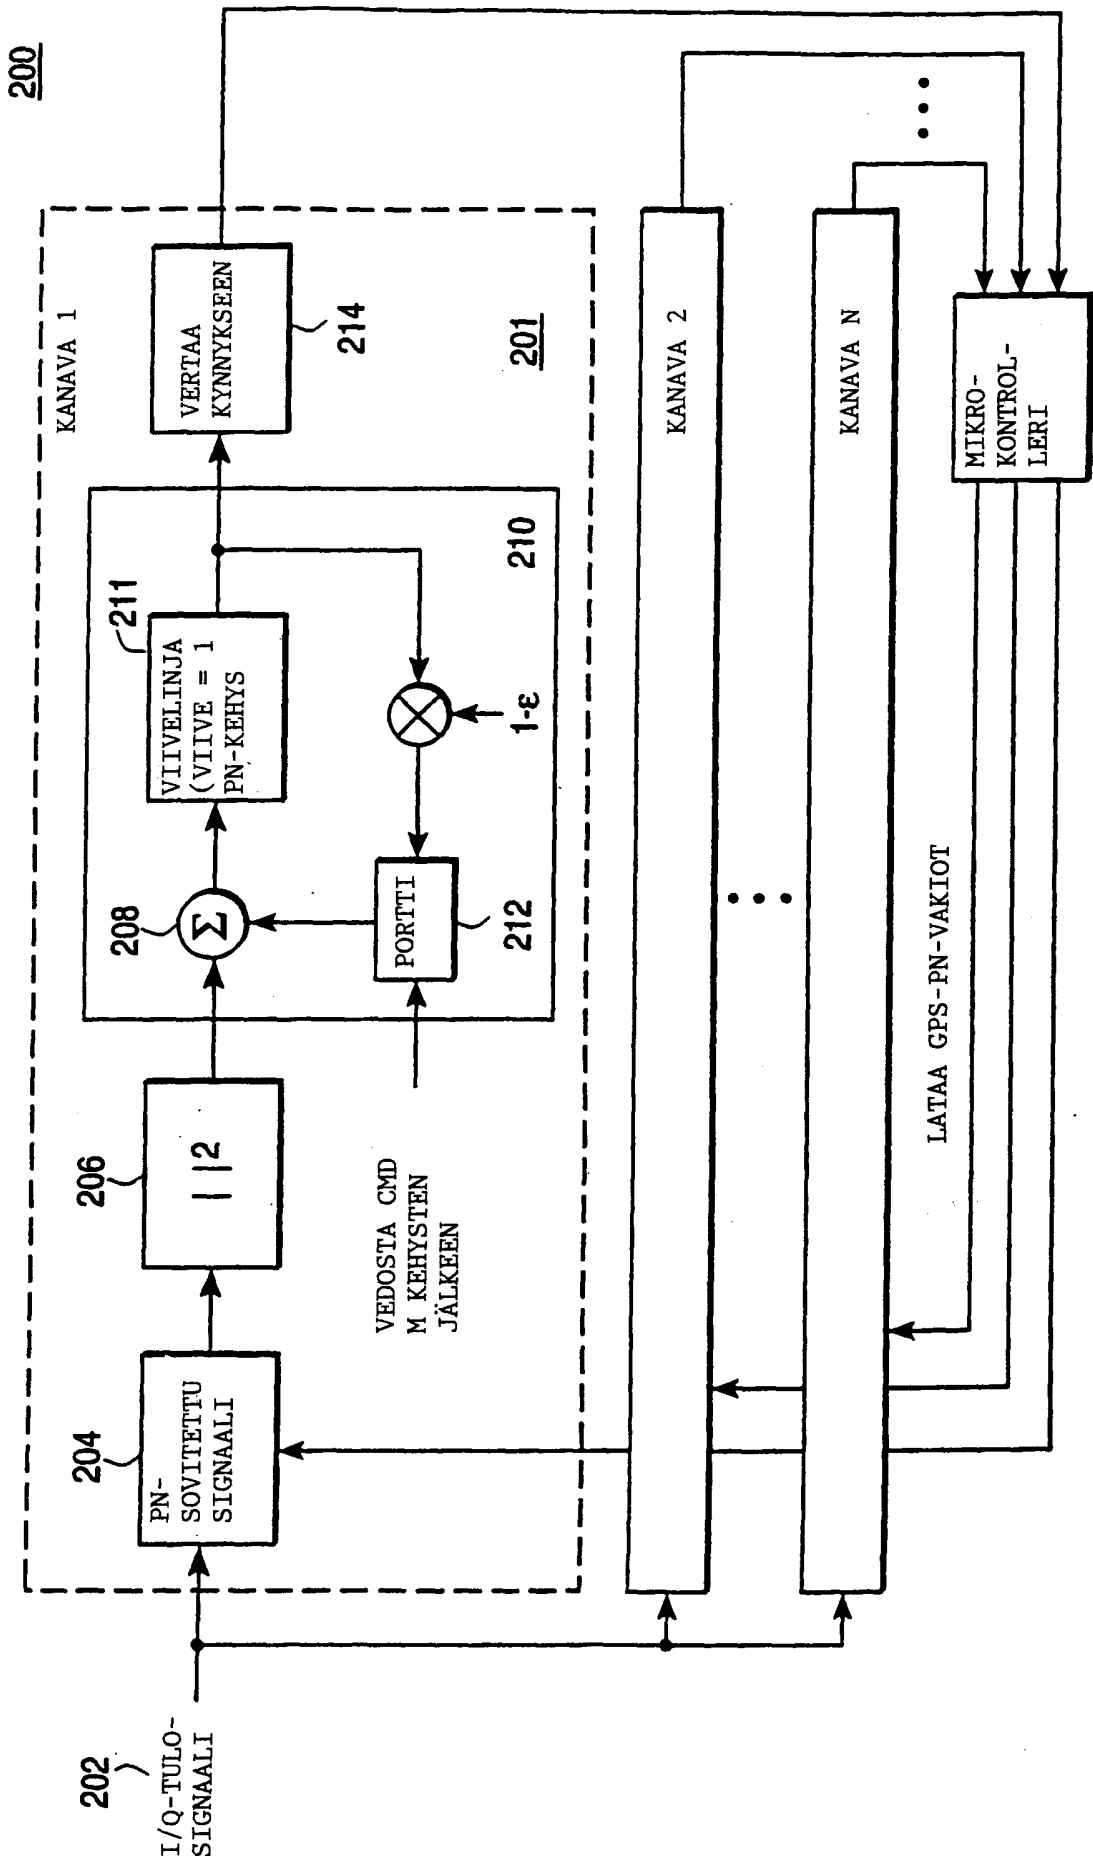 200
KANAVA 1
202
I/Q-TULO-
SIGNAALI
204
PN-
SOVITETTU
SIGNAALI
206
| |2
208
Σ
211
VIIVELINJA
(VIIVE = 1
PN-KEHYS
210
1-ε
PORTTI
212
VEDOSTA CMD
M KEHYSTEN
JÄLKEEN
VERTAA
KYNNYKSEEN
214
201
KANAVA 2
KANAVA N
LATAA GPS-PN-VAKIOT
MIKRO-
KONTROL-
LERI